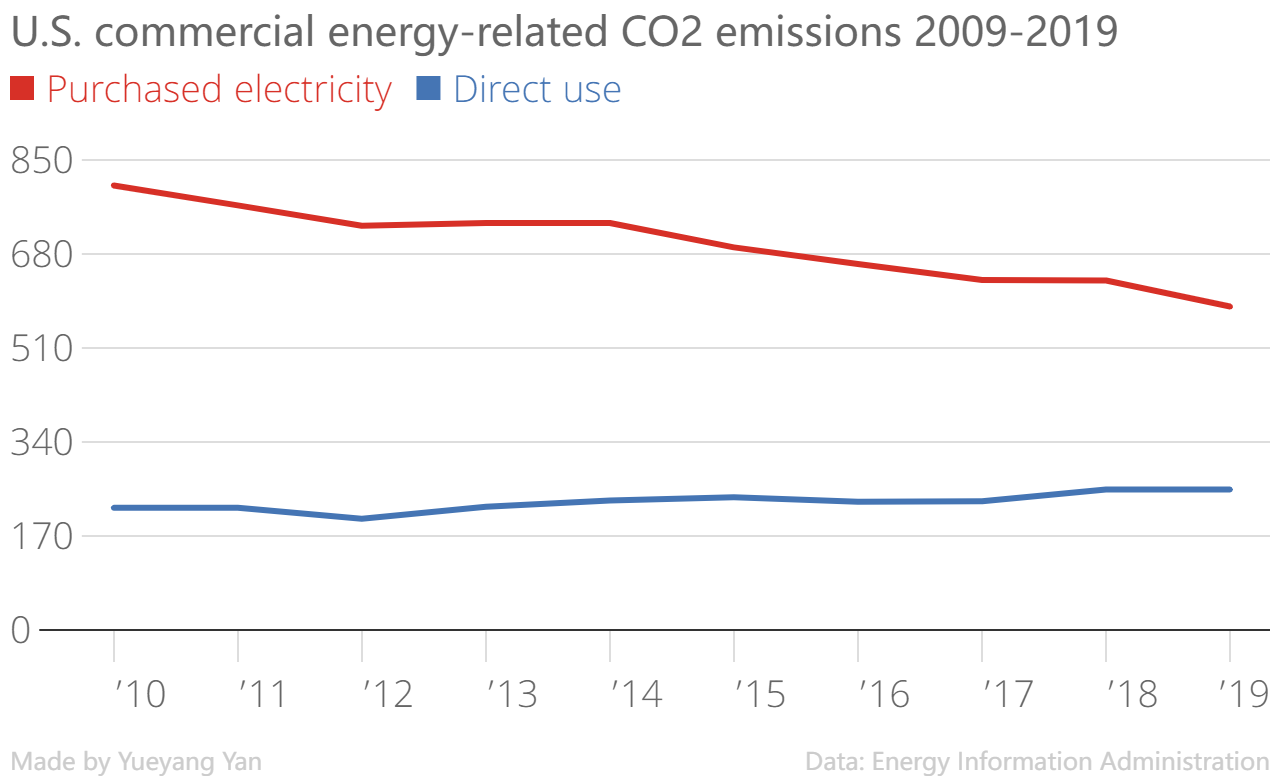 U.S. commercial energy-related CO2 emissions 2009-2019
Purchased electricity Direct use
850
680
510
340
170
0
’10 ’11 ’12 ’13 ’14 ’15 ’16 ’17 ’18 ’19
Made by Yueyang Yan Data: Energy Information Administration